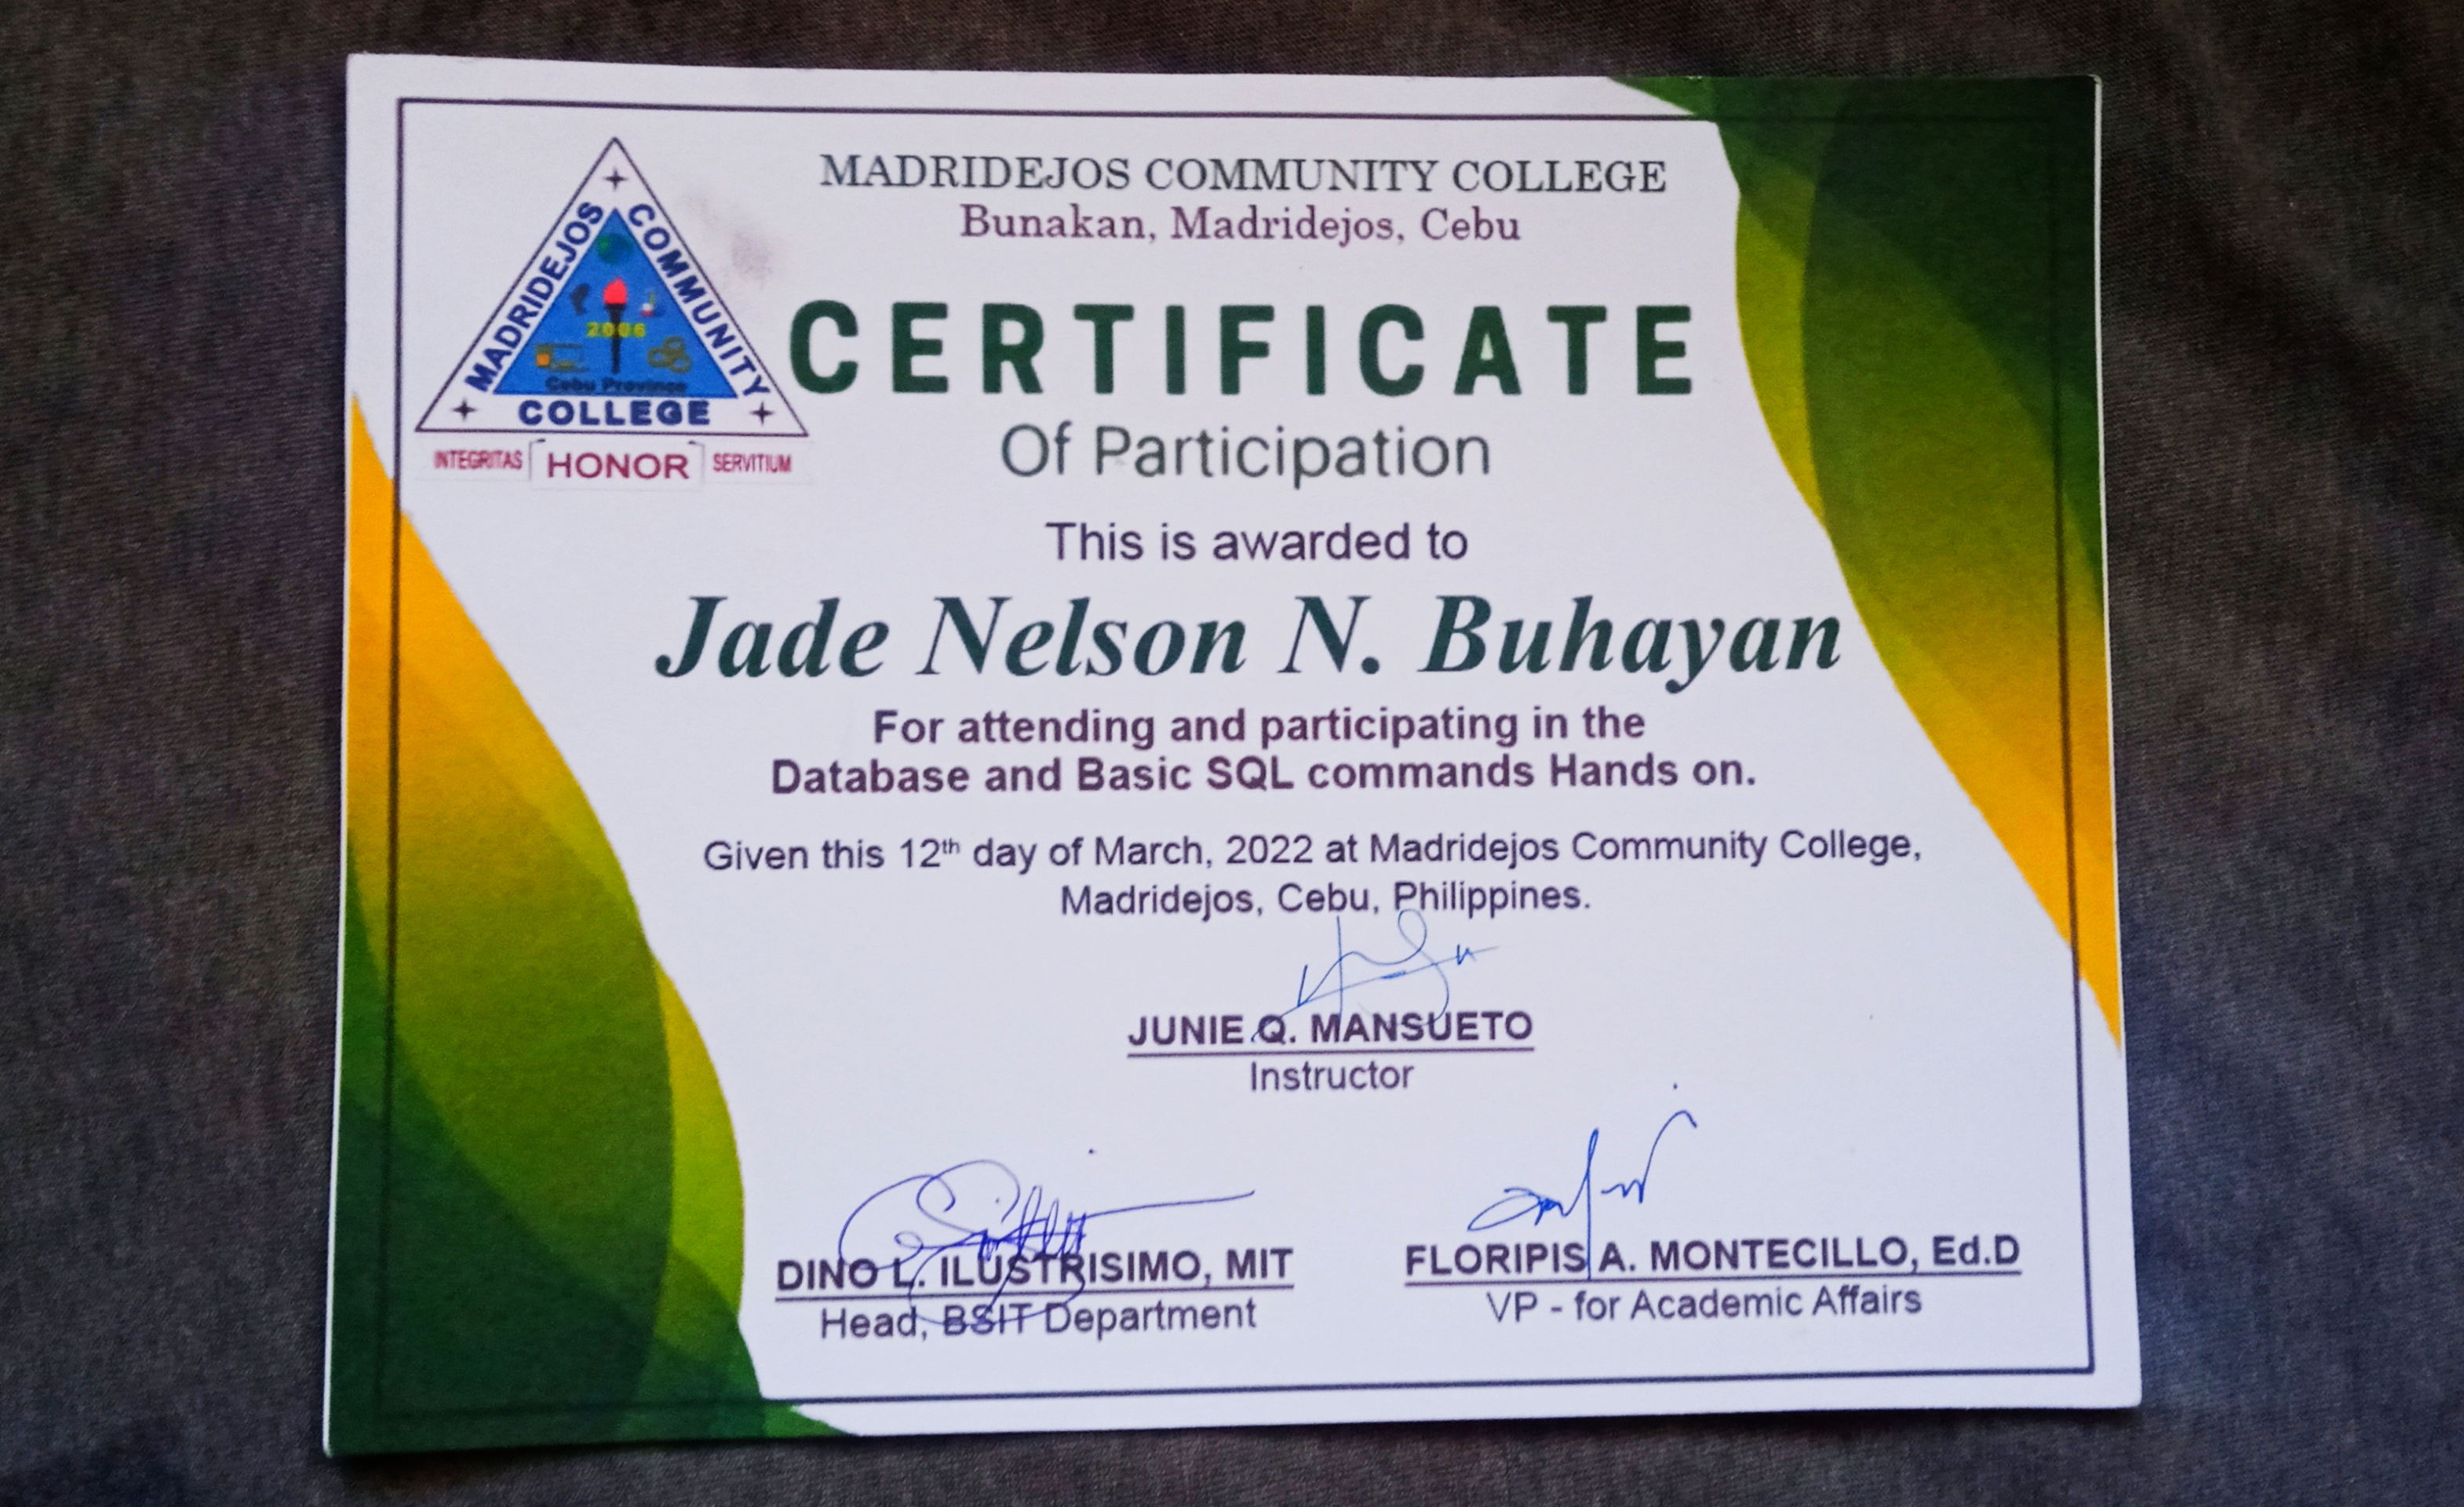 MADRIDEJOS COMMUNITY COLLEGE
Bunakan, Madridejos, Cebu
MADRIDEJOS COMMUNITY
2006
Cebu Province
COLLEGE
INTEGRITAS HONOR SERVITIUM
CERTIFICATE
Of Participation
This is awarded to
Jade Nelson N. Buhayan
For attending and participating in the
Database and Basic SQL commands Hands on.
Given this 12th day of March, 2022 at Madridejos Community College,
Madridejos, Cebu, Philippines.
JUNIE Q. MANSUETO
Instructor
DINO L. ILUSTRISIMO, MIT
Head, BSIT Department
FLORIPIS A. MONTECILLO, Ed.D
VP - for Academic Affairs